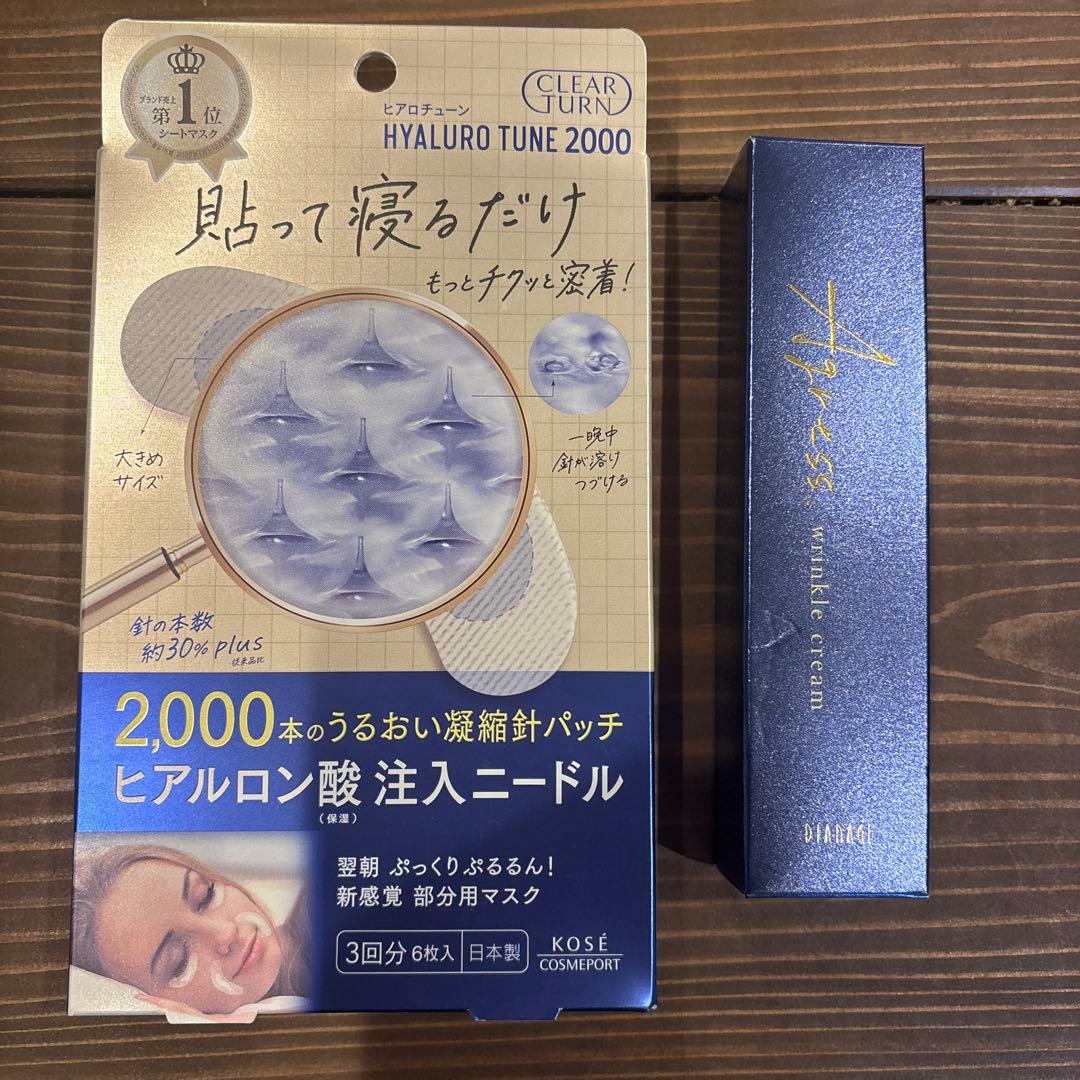 ブランド売上
第1位
シートマスク
CLEAR
TURN
ヒアロチューン
HYALURO TUNE 2000
貼って寝るだけ
もっとチクッと密着!
大きめ
サイズ
一晩中
針が溶け
つづける
針の本数
約30% plus
従来品比
2,000本のうるおい凝縮針パッチ
ヒアルロン酸 注入ニードル
(保湿)
翌朝 ぷっくりぷるるん!
新感覚 部分用マスク
3回分 6枚入 日本製
KOSÉ
COSMEPORT
Agress.
wrinkle cream
DIANAGE